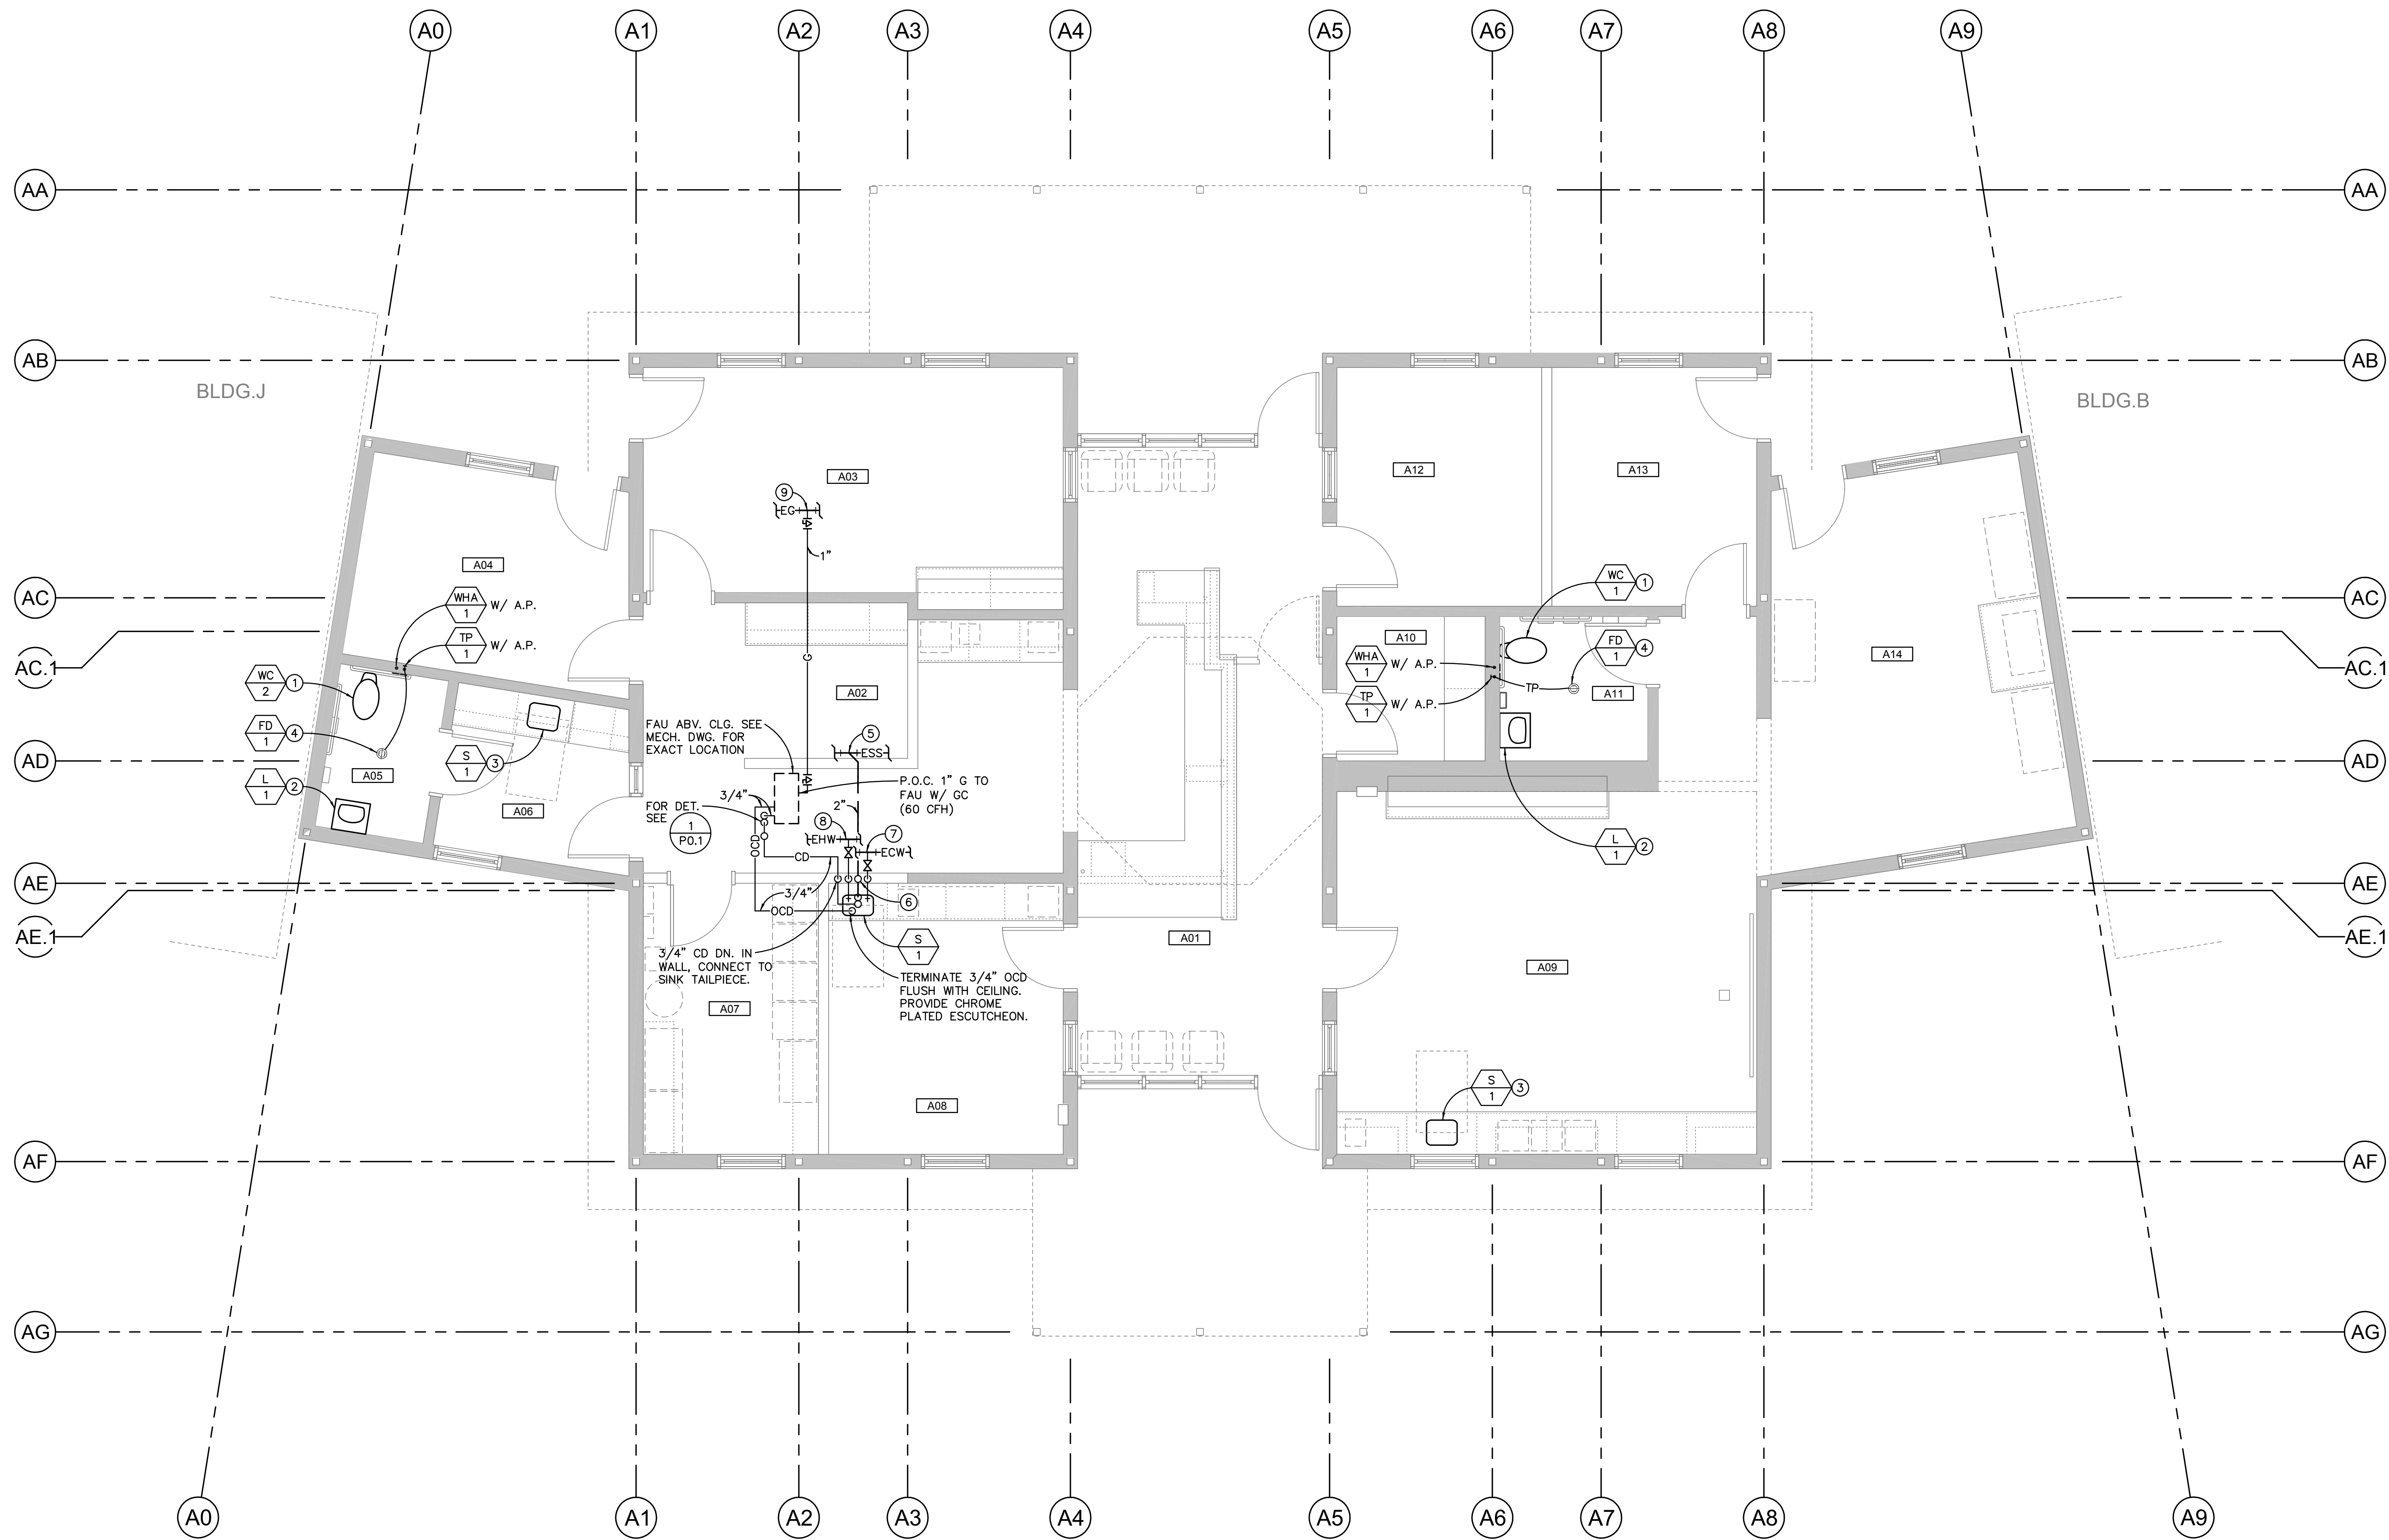 A0
A1
A2
A3
A4
A5
A6
A7
A8
A9
AA
AA
AB
AB
BLDG.J
BLDG.B
A03
A12
A13
9
EG
1"
A04
AC
WHA
1
W/ A.P.
WC
1
1
AC
AC.1
TP
1
W/ A.P.
A10
FD
1
4
AC.1
WC
2
1
A02
WHA
1
W/ A.P.
TP
1
W/ A.P.
TP
A11
A14
G
FD
1
4
FAU ABV. CLG. SEE
MECH. DWG. FOR
EXACT LOCATION
5
ESS
AD
S
1
3
A05
AD
L
1
2
A06
3/4"
P.O.C. 1" G TO
FAU W/ GC
(60 CFH)
FOR DET.
SEE
1
P0.1
2"
8
EHW
7
ECW
L
1
2
OCD
CD
AE
3/4"
OCD
6
AE
AE.1
S
1
A01
AE.1
3/4" CD DN. IN
WALL, CONNECT TO
SINK TAILPIECE.
TERMINATE 3/4" OCD
FLUSH WITH CEILING.
PROVIDE CHROME
PLATED ESCUTCHEON.
A09
A07
S
1
3
A08
AF
AF
AG
AG
A0
A1
A2
A3
A4
A5
A6
A7
A8
A9